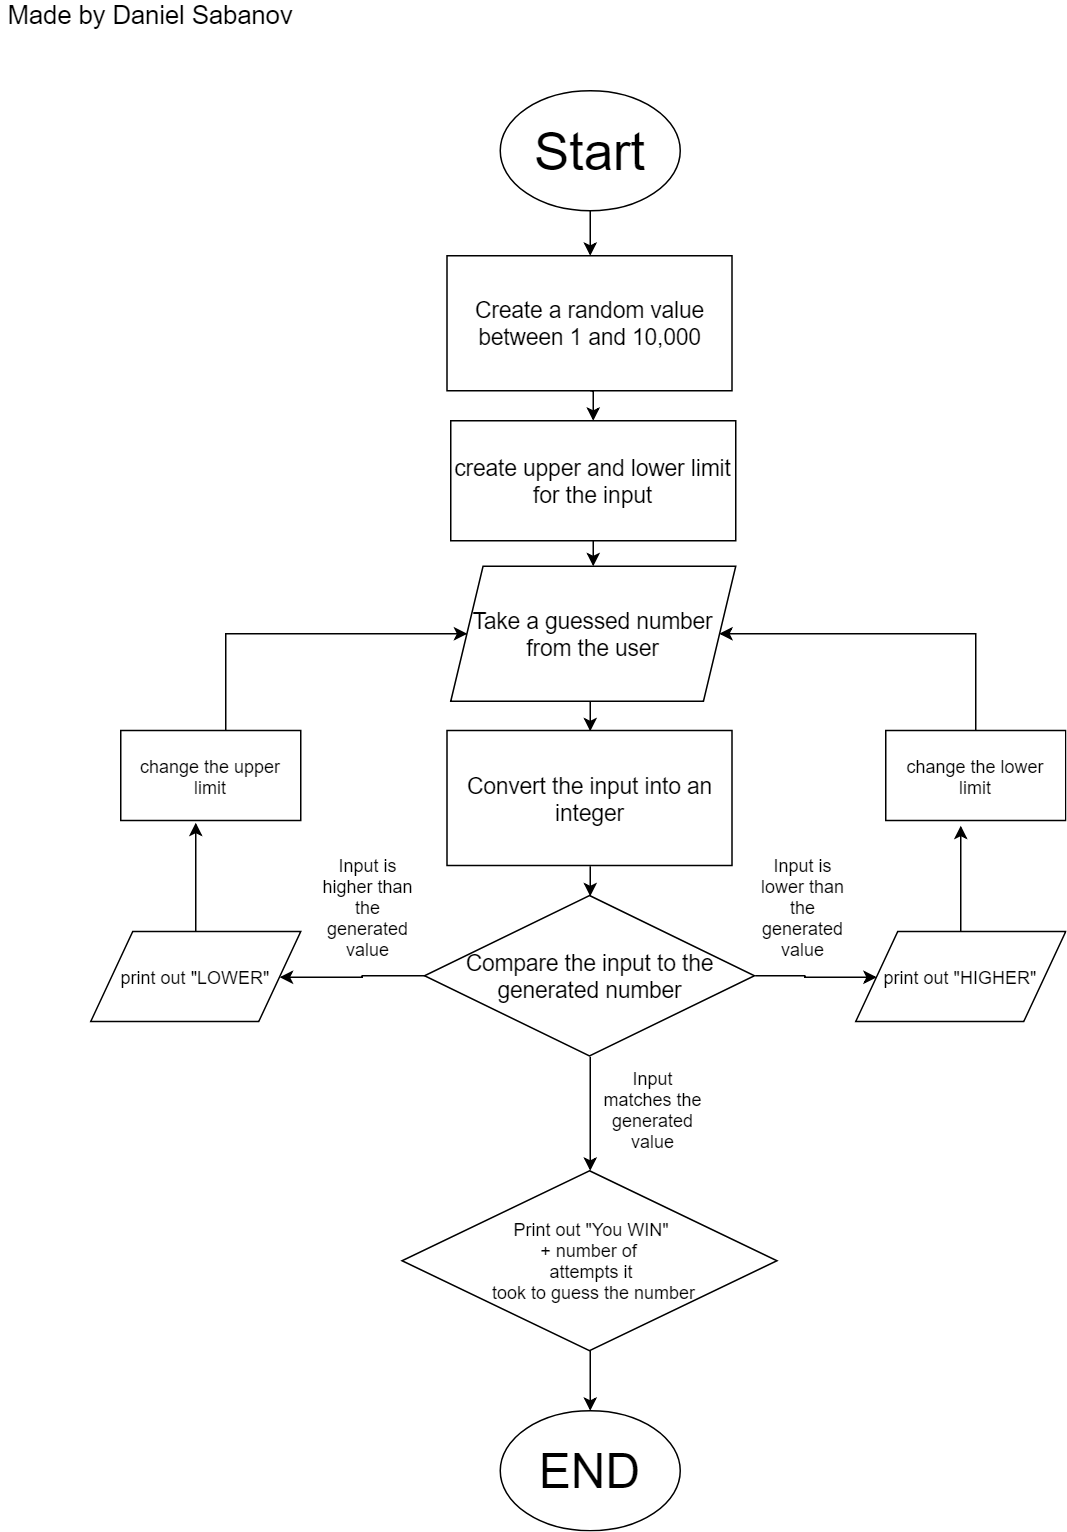 Made by Daniel Sabanov
Start
Create a random value
between 1 and 10,000
create upper and lower limit
for the input
Take a guessed number
from the user
change the upper
limit
Convert the input into an
integer
change the lower
limit
Input is
higher than
the
generated
value
Input is
lower than
the
generated
value
print out "LOWER"
Compare the input to the
generated number
print out "HIGHER"
Input
matches the
generated
value
Print out "You WIN"
+ number of
attempts it
took to guess the number
END